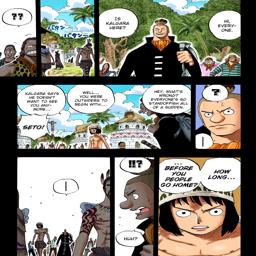 HI, EVERY-
ONE.
IS
KALGARA
HERE?
??
?
HEY, WHAT'S
WRONG?
EVERYONE'S SO
STANDOFFISH ALL
OF A SUDDEN.
WELL...
YOU WERE
OUTSIDERS TO
BEGIN WITH...
KALGARA SAYS
HE DOESN'T
WANT TO SEE
YOU ANY-
MORE...
SETO!
!
HOW
LONG...
...
BEFORE
YOU PEOPLE
GO HOME?
!!?
HUH?
!